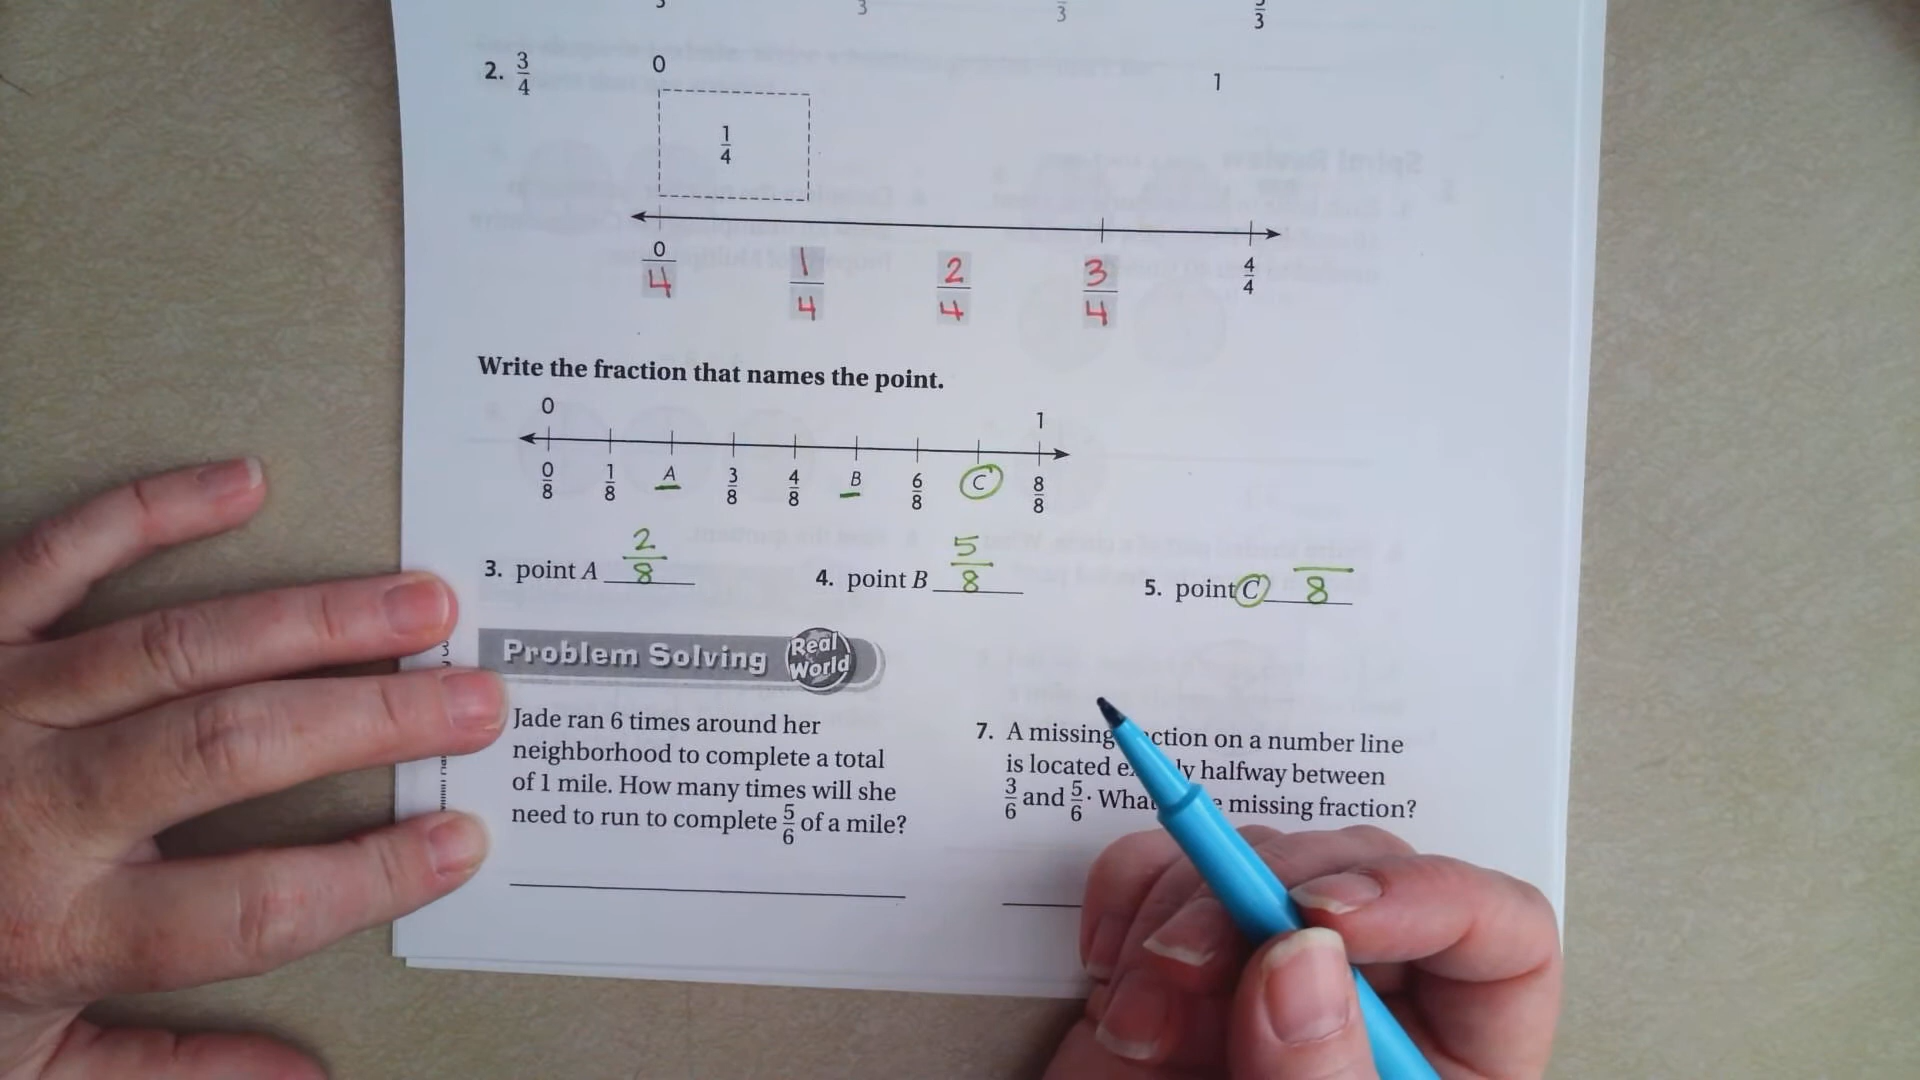 3 3 3 3
2. 3/4 0 1
1/4
0/4 1/4 2/4 3/4 4/4
Write the fraction that names the point.
0 1
0/8 1/8 A 3/8 4/8 B 6/8 C 8/8
3. point A 2/8 4. point B 5/8 5. point C /8
Problem Solving Real World
Jade ran 6 times around her
neighborhood to complete a total
of 1 mile. How many times will she
need to run to complete 5/6 of a mile?
7. A missing ction on a number line
is located e y halfway between
3/6 and 5/6. What missing fraction?